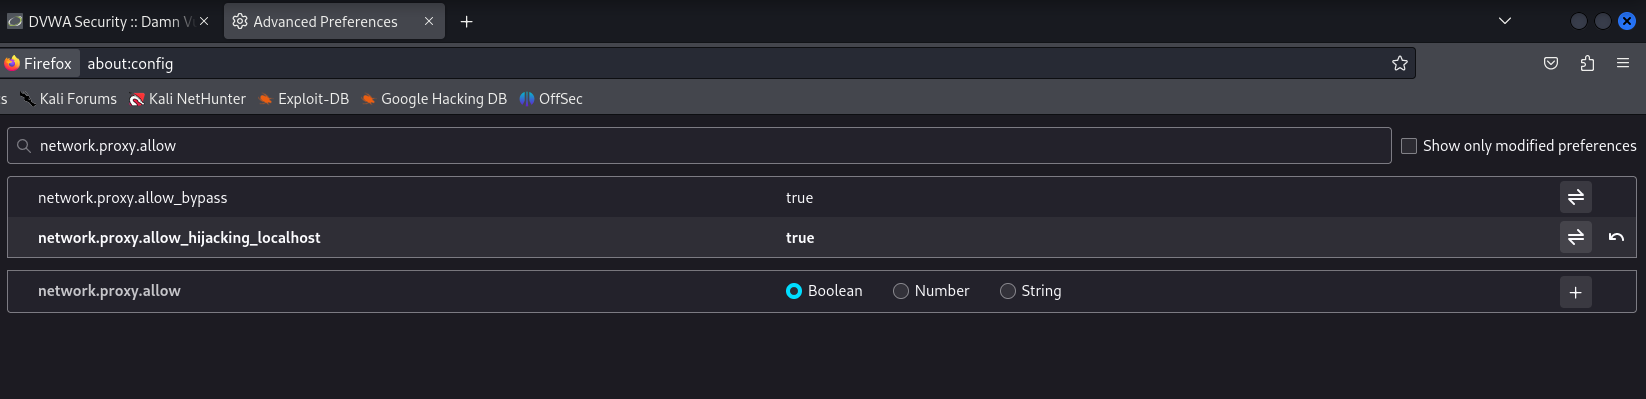 DVWA Security :: Damn Vu Advanced Preferences
Firefox about:config
s Kali Forums Kali NetHunter Exploit-DB Google Hacking DB OffSec
network.proxy.allow Show only modified preferences
network.proxy.allow_bypass true
network.proxy.allow_hijacking_localhost true
network.proxy.allow Boolean Number String